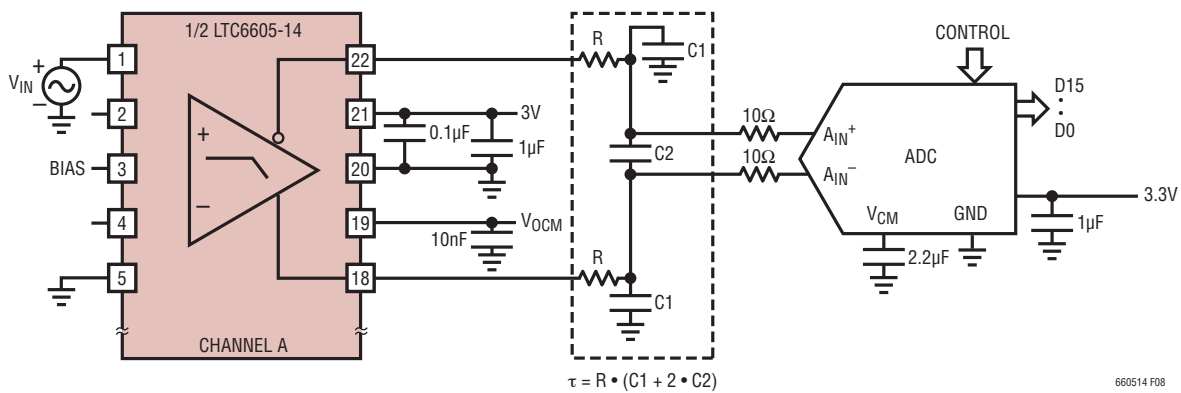 1/2 LTC6605-14
V_IN
+
–
1
2
BIAS
3
4
5
+
–
22
21
20
19
18
CHANNEL A
3V
0.1µF
1µF
V_OCM
10nF
R
C1
C2
R
C1
τ = R • (C1 + 2 • C2)
10Ω
10Ω
CONTROL
A_IN^+
A_IN^–
ADC
V_CM
GND
D15
:
D0
3.3V
1µF
2.2µF
660514 F08